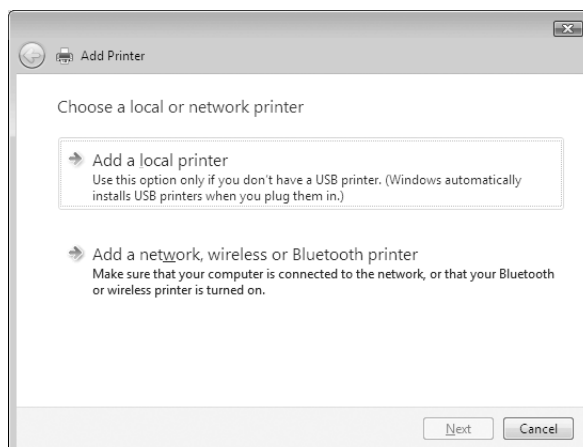 Add Printer
Choose a local or network printer
Add a local printer
Use this option only if you don't have a USB printer. (Windows automatically
installs USB printers when you plug them in.)
Add a network, wireless or Bluetooth printer
Make sure that your computer is connected to the network, or that your Bluetooth
or wireless printer is turned on.
Next Cancel